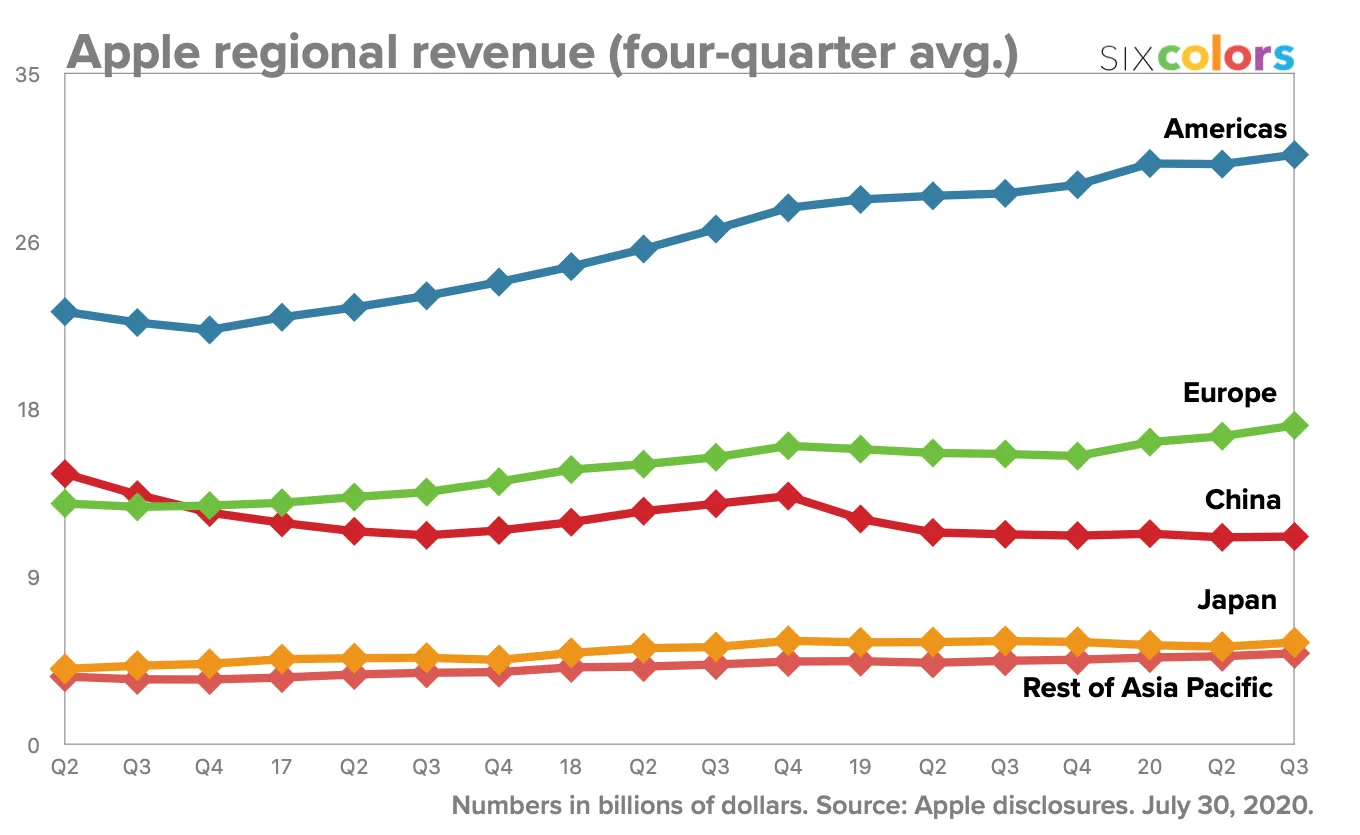 Apple regional revenue (four-quarter avg.)
SIXcolors
35
Americas
26
Europe
18
China
9
Japan
Rest of Asia Pacific
0
Q2 Q3 Q4 17 Q2 Q3 Q4 18 Q2 Q3 Q4 19 Q2 Q3 Q4 20 Q2 Q3
Numbers in billions of dollars. Source: Apple disclosures. July 30, 2020.